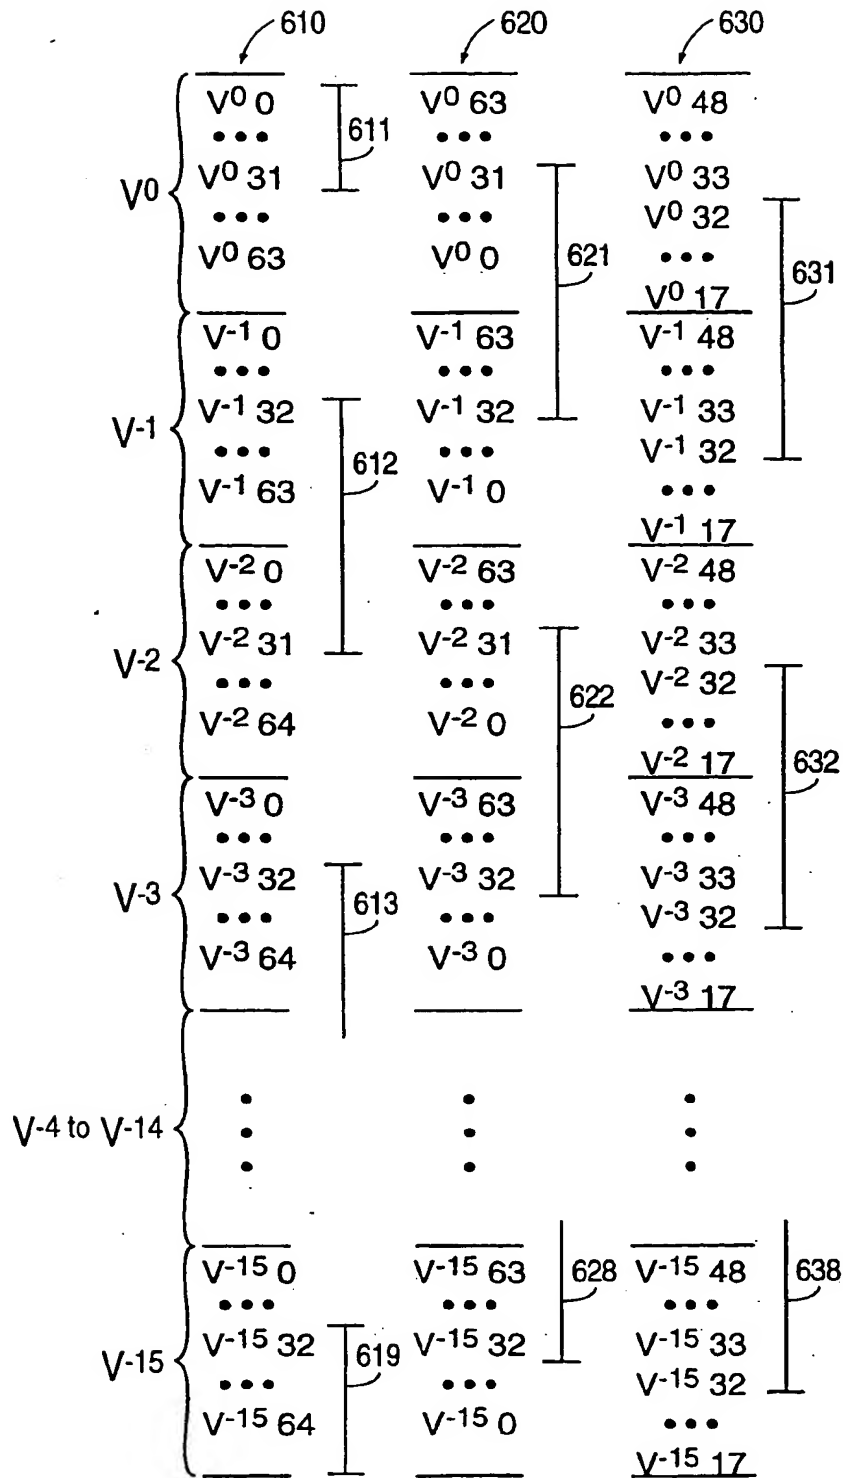 610 620 630
V0 0 V0 63 V0 48
••• ••• •••
611
V0 31 V0 31 V0 33
V0
••• ••• V0 32
V0 63 V0 0 •••
621 631
V0 17
V-1 0 V-1 63 V-1 48
••• ••• •••
V-1 32 V-1 32 V-1 33
V-1
••• ••• V-1 32
612
V-1 63 V-1 0 •••
V-1 17
V-2 0 V-2 63 V-2 48
••• ••• •••
V-2 31 V-2 31 V-2 33
V-2
••• ••• V-2 32
622
V-2 64 V-2 0 •••
632
V-2 17
V-3 0 V-3 63 V-3 48
••• ••• •••
V-3 32 V-3 32 V-3 33
V-3
613
••• ••• V-3 32
V-3 64 V-3 0 •••
V-3 17
V-4 to V-14
V-15 0 V-15 63 V-15 48
628 638
••• ••• •••
V-15 32 V-15 32 V-15 33
V-15
619
••• ••• V-15 32
V-15 64 V-15 0 •••
V-15 17